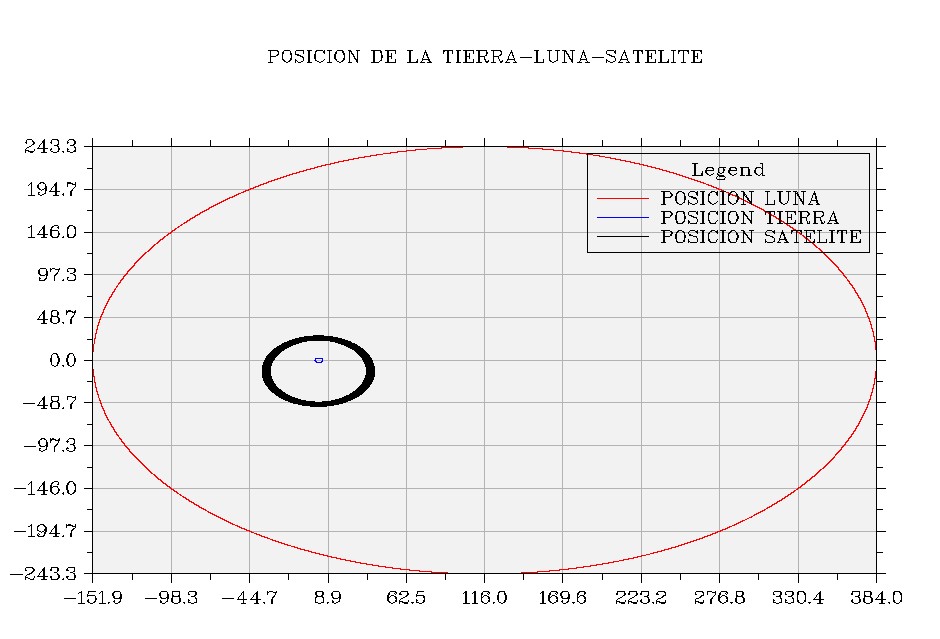 POSICION DE LA TIERRA-LUNA-SATELITE
243.3
194.7
146.0
97.3
48.7
0.0
-48.7
-97.3
-146.0
-194.7
-243.3
Legend
POSICION LUNA
POSICION TIERRA
POSICION SATELITE
-151.9 -98.3 -44.7 8.9 62.5 116.0 169.6 223.2 276.8 330.4 384.0